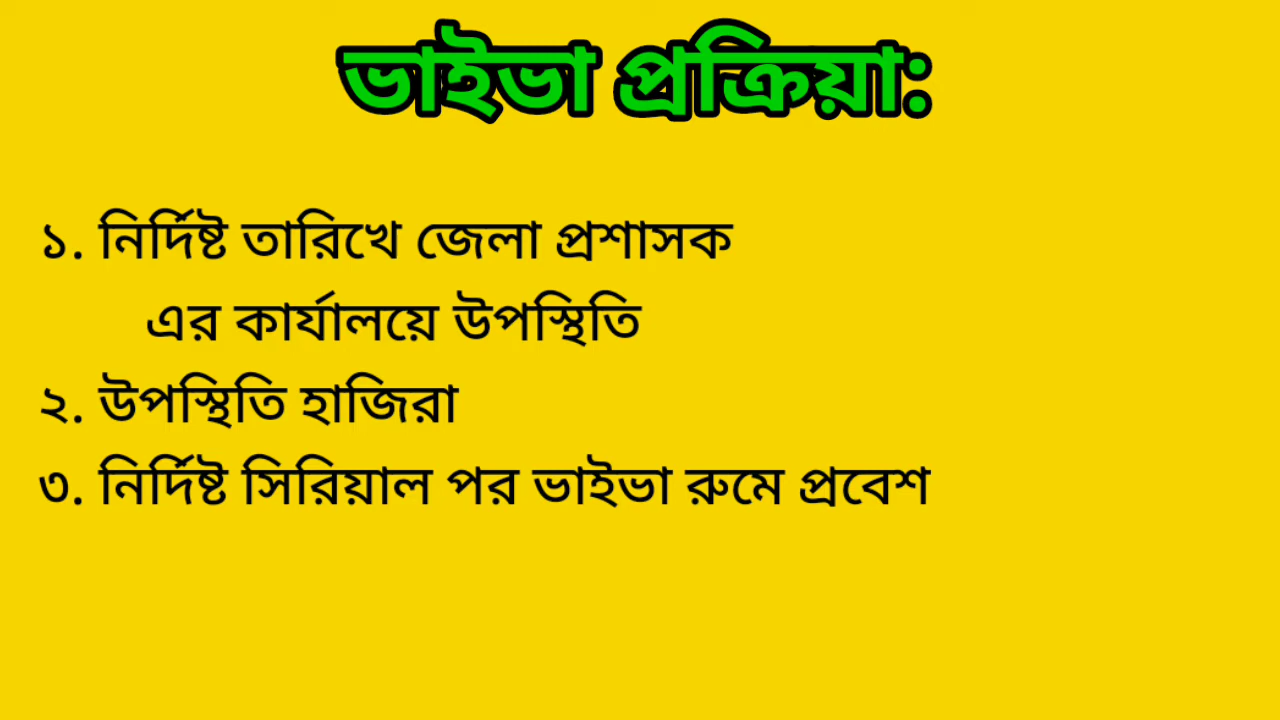 ভাইভা প্রক্রিয়া:
১. নির্দিষ্ট তারিখে জেলা প্রশাসক
এর কার্যালয়ে উপস্থিতি
২. উপস্থিতি হাজিরা
৩. নির্দিষ্ট সিরিয়াল পর ভাইভা রুমে প্রবেশ